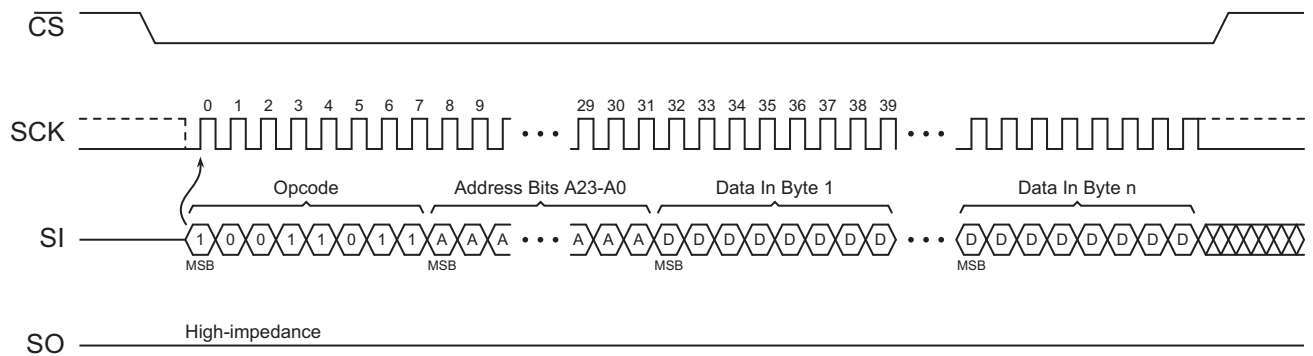 CS
0 1 2 3 4 5 6 7 8 9 29 30 31 32 33 34 35 36 37 38 39
SCK
Opcode Address Bits A23-A0 Data In Byte 1 Data In Byte n
SI 1 0 0 1 1 0 1 1 A A A A A A D D D D D D D D D D D D D D D D
MSB MSB MSB MSB
High-impedance
SO